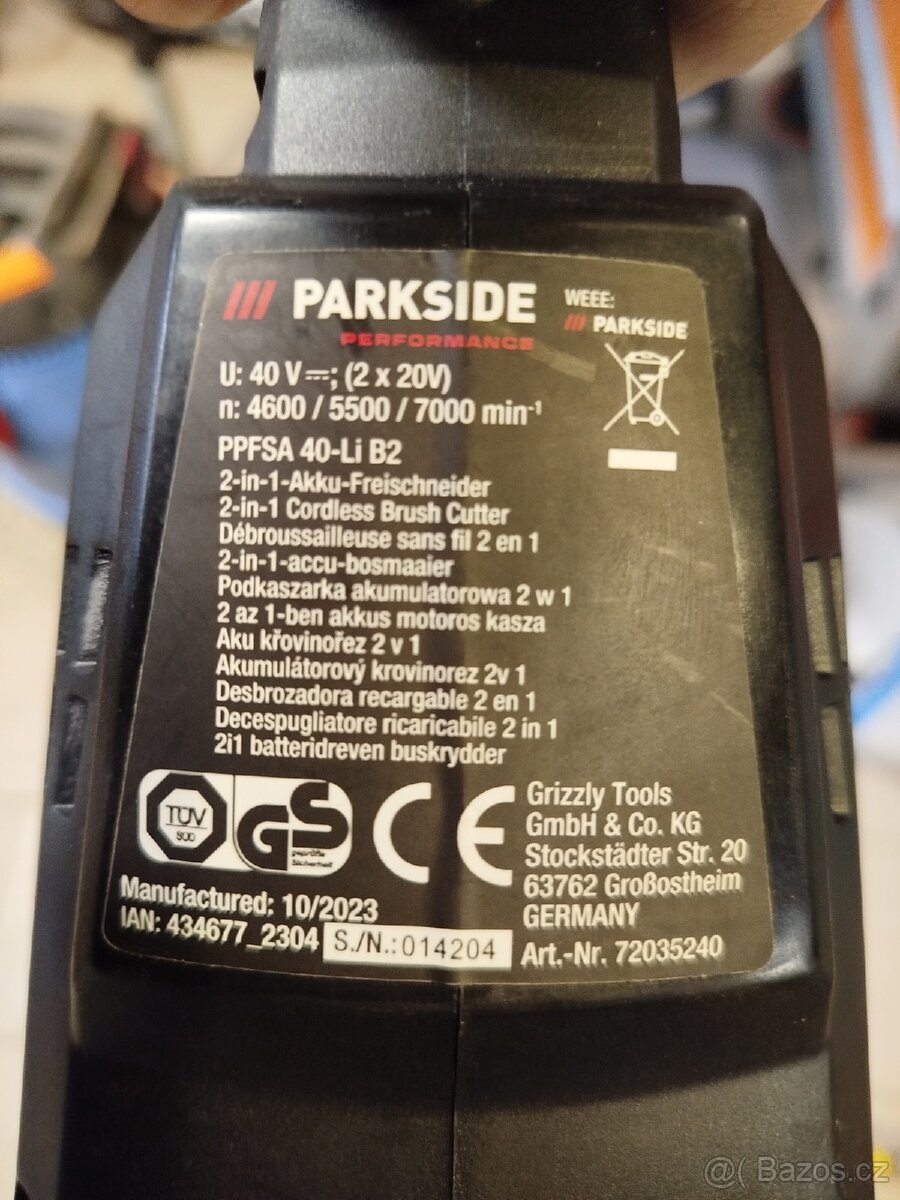 /// PARKSIDE
PERFORMANCE
WEEE:
/// PARKSIDE
U: 40 V ⎓; (2 x 20V)
n: 4600 / 5500 / 7000 min⁻¹
PPFSA 40-Li B2
2-in-1-Akku-Freischneider
2-in-1 Cordless Brush Cutter
Débroussailleuse sans fil 2 en 1
2-in-1-accu-bosmaaier
Podkaszarka akumulatorowa 2 w 1
2 az 1-ben akkus motoros kasza
Aku křovinořez 2 v 1
Akumulátorový krovinorez 2v 1
Desbrozadora recargable 2 en 1
Decespugliatore ricaricabile 2 in 1
2i1 batteridreven buskrydder
TÜV
SÜD
GS
geprüfte
Sicherheit
CE
Grizzly Tools
GmbH & Co. KG
Stockstädter Str. 20
63762 Großostheim
GERMANY
Manufactured: 10/2023
IAN: 434677_2304
S./N.: 014204
Art.-Nr. 72035240
@( Bazos.cz